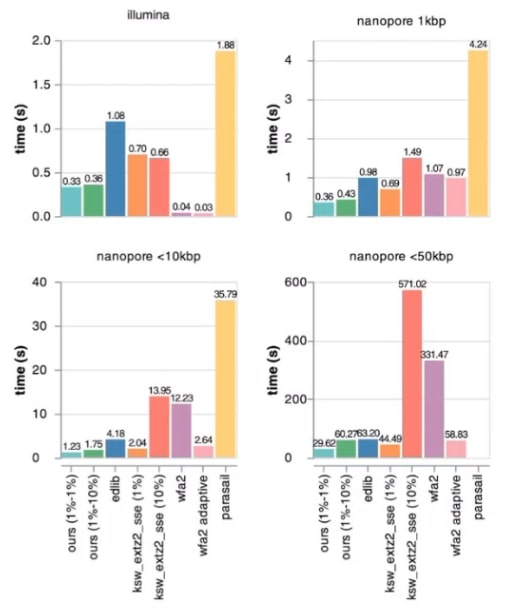 illumina
time (s)
2.0
1.5
1.0
0.5
0.0
0.33
0.36
1.08
0.70
0.66
0.04
0.03
1.88
nanopore 1kbp
time (s)
4
3
2
1
0
0.36
0.43
0.98
0.69
1.49
1.07
0.97
4.24
nanopore <10kbp
time (s)
40
30
20
10
0
1.23
1.75
4.18
2.04
13.95
12.23
2.64
35.79
ours (1%-1%)
ours (1%-10%)
edlib
ksw_extz2_sse (1%)
ksw_extz2_sse (10%)
wfa2
wfa2 adaptive
parasail
nanopore <50kbp
time (s)
600
400
200
0
29.62
60.27
63.20
44.49
571.02
331.47
58.83
ours (1%-1%)
ours (1%-10%)
edlib
ksw_extz2_sse (1%)
ksw_extz2_sse (10%)
wfa2
wfa2 adaptive
parasail